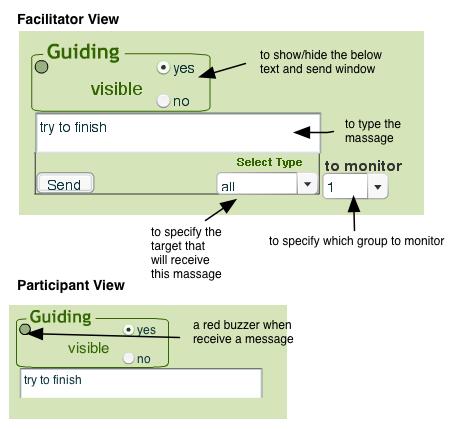 Facilitator View
Guiding
yes
visible
no
to show/hide the below
text and send window
try to finish
to type the
massage
Select Type
to monitor
Send
all
1
to specify the
target that
will receive
this massage
to specify which group to monitor
Participant View
Guiding
yes
visible
no
a red buzzer when
receive a message
try to finish